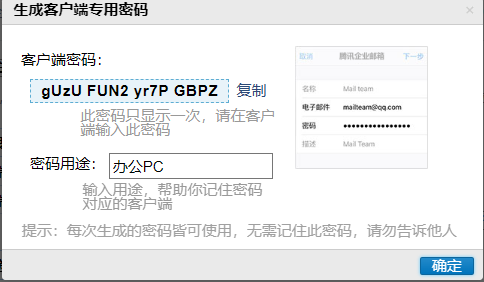 生成客户端专用密码
×
客户端密码:
gUzU FUN2 yr7P GBPZ 复制
此密码只显示一次，请在客户
端输入此密码
密码用途: 办公PC
输入用途，帮助你记住密码
对应的客户端
取消 腾讯企业邮箱 下一步
名称 Mail team
电子邮件 mailteam@qq.com
密码 ●●●●●●●●●●●●●●●●
描述 Mail Team
提示：每次生成的密码皆可使用，无需记住此密码，请勿告诉他人
确定